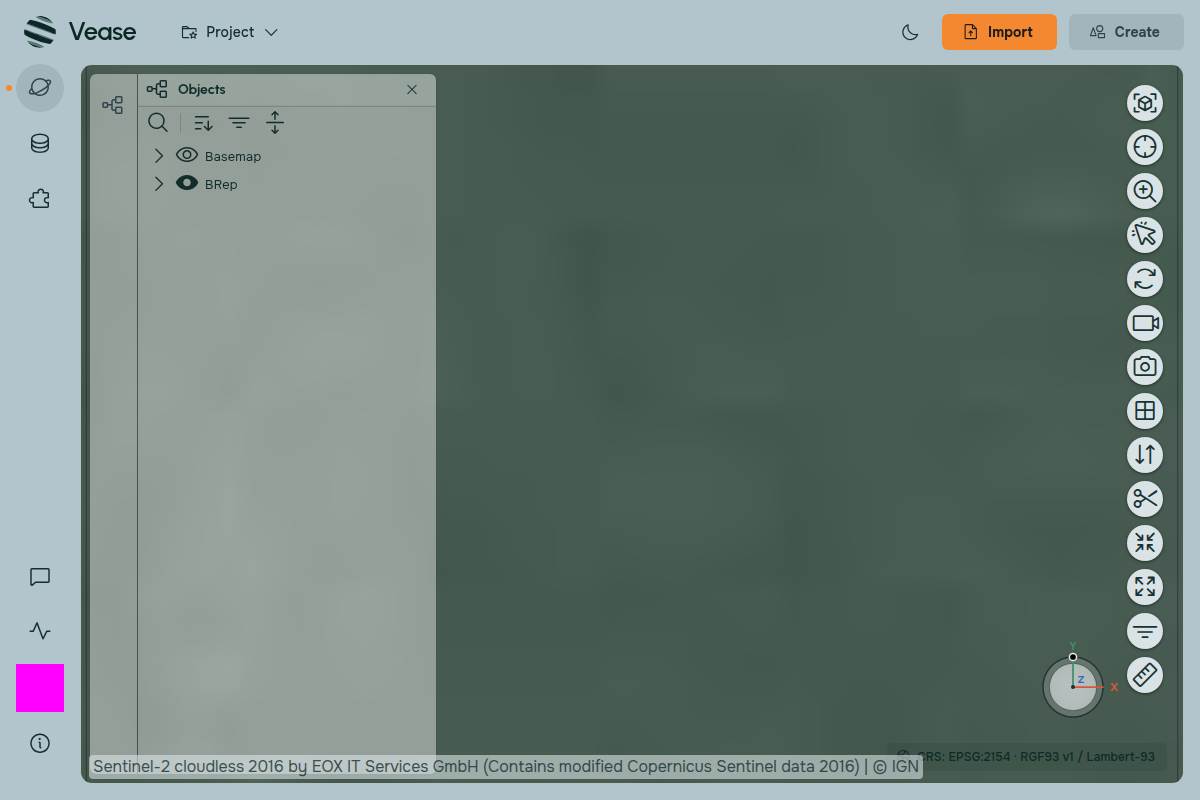 Vease
Project
Import
Create
Objects
Basemap
BRep
Y
Z
X
CRS: EPSG:2154 · RGF93 v1 / Lambert-93
Sentinel-2 cloudless 2016 by EOX IT Services GmbH (Contains modified Copernicus Sentinel data 2016) | © IGN